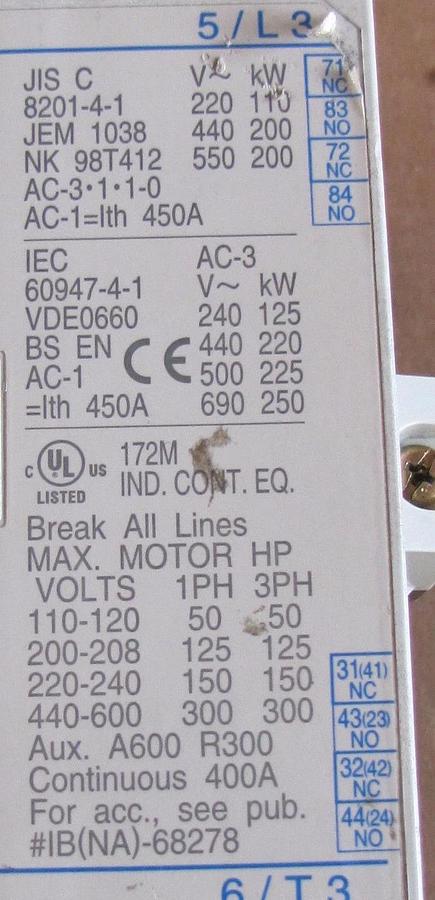 5/L3
JIS C V~ kW
8201-4-1 220 110
JEM 1038 440 200
NK 98T412 550 200
AC-3·1·1-0
AC-1=Ith 450A
71
NC
83
NO
72
NC
84
NO
IEC AC-3
60947-4-1 V~ kW
VDE0660 240 125
BS EN CE 440 220
AC-1 500 225
=Ith 450A 690 250
C UL US 172M
LISTED IND. CONT. EQ.
Break All Lines
MAX. MOTOR HP
VOLTS 1PH 3PH
110-120 50 50
200-208 125 125
220-240 150 150
440-600 300 300
Aux. A600 R300
Continuous 400A
For acc., see pub.
#IB(NA)-68278
31(41)
NC
43(23)
NO
32(42)
NC
44(24)
NO
6/T3